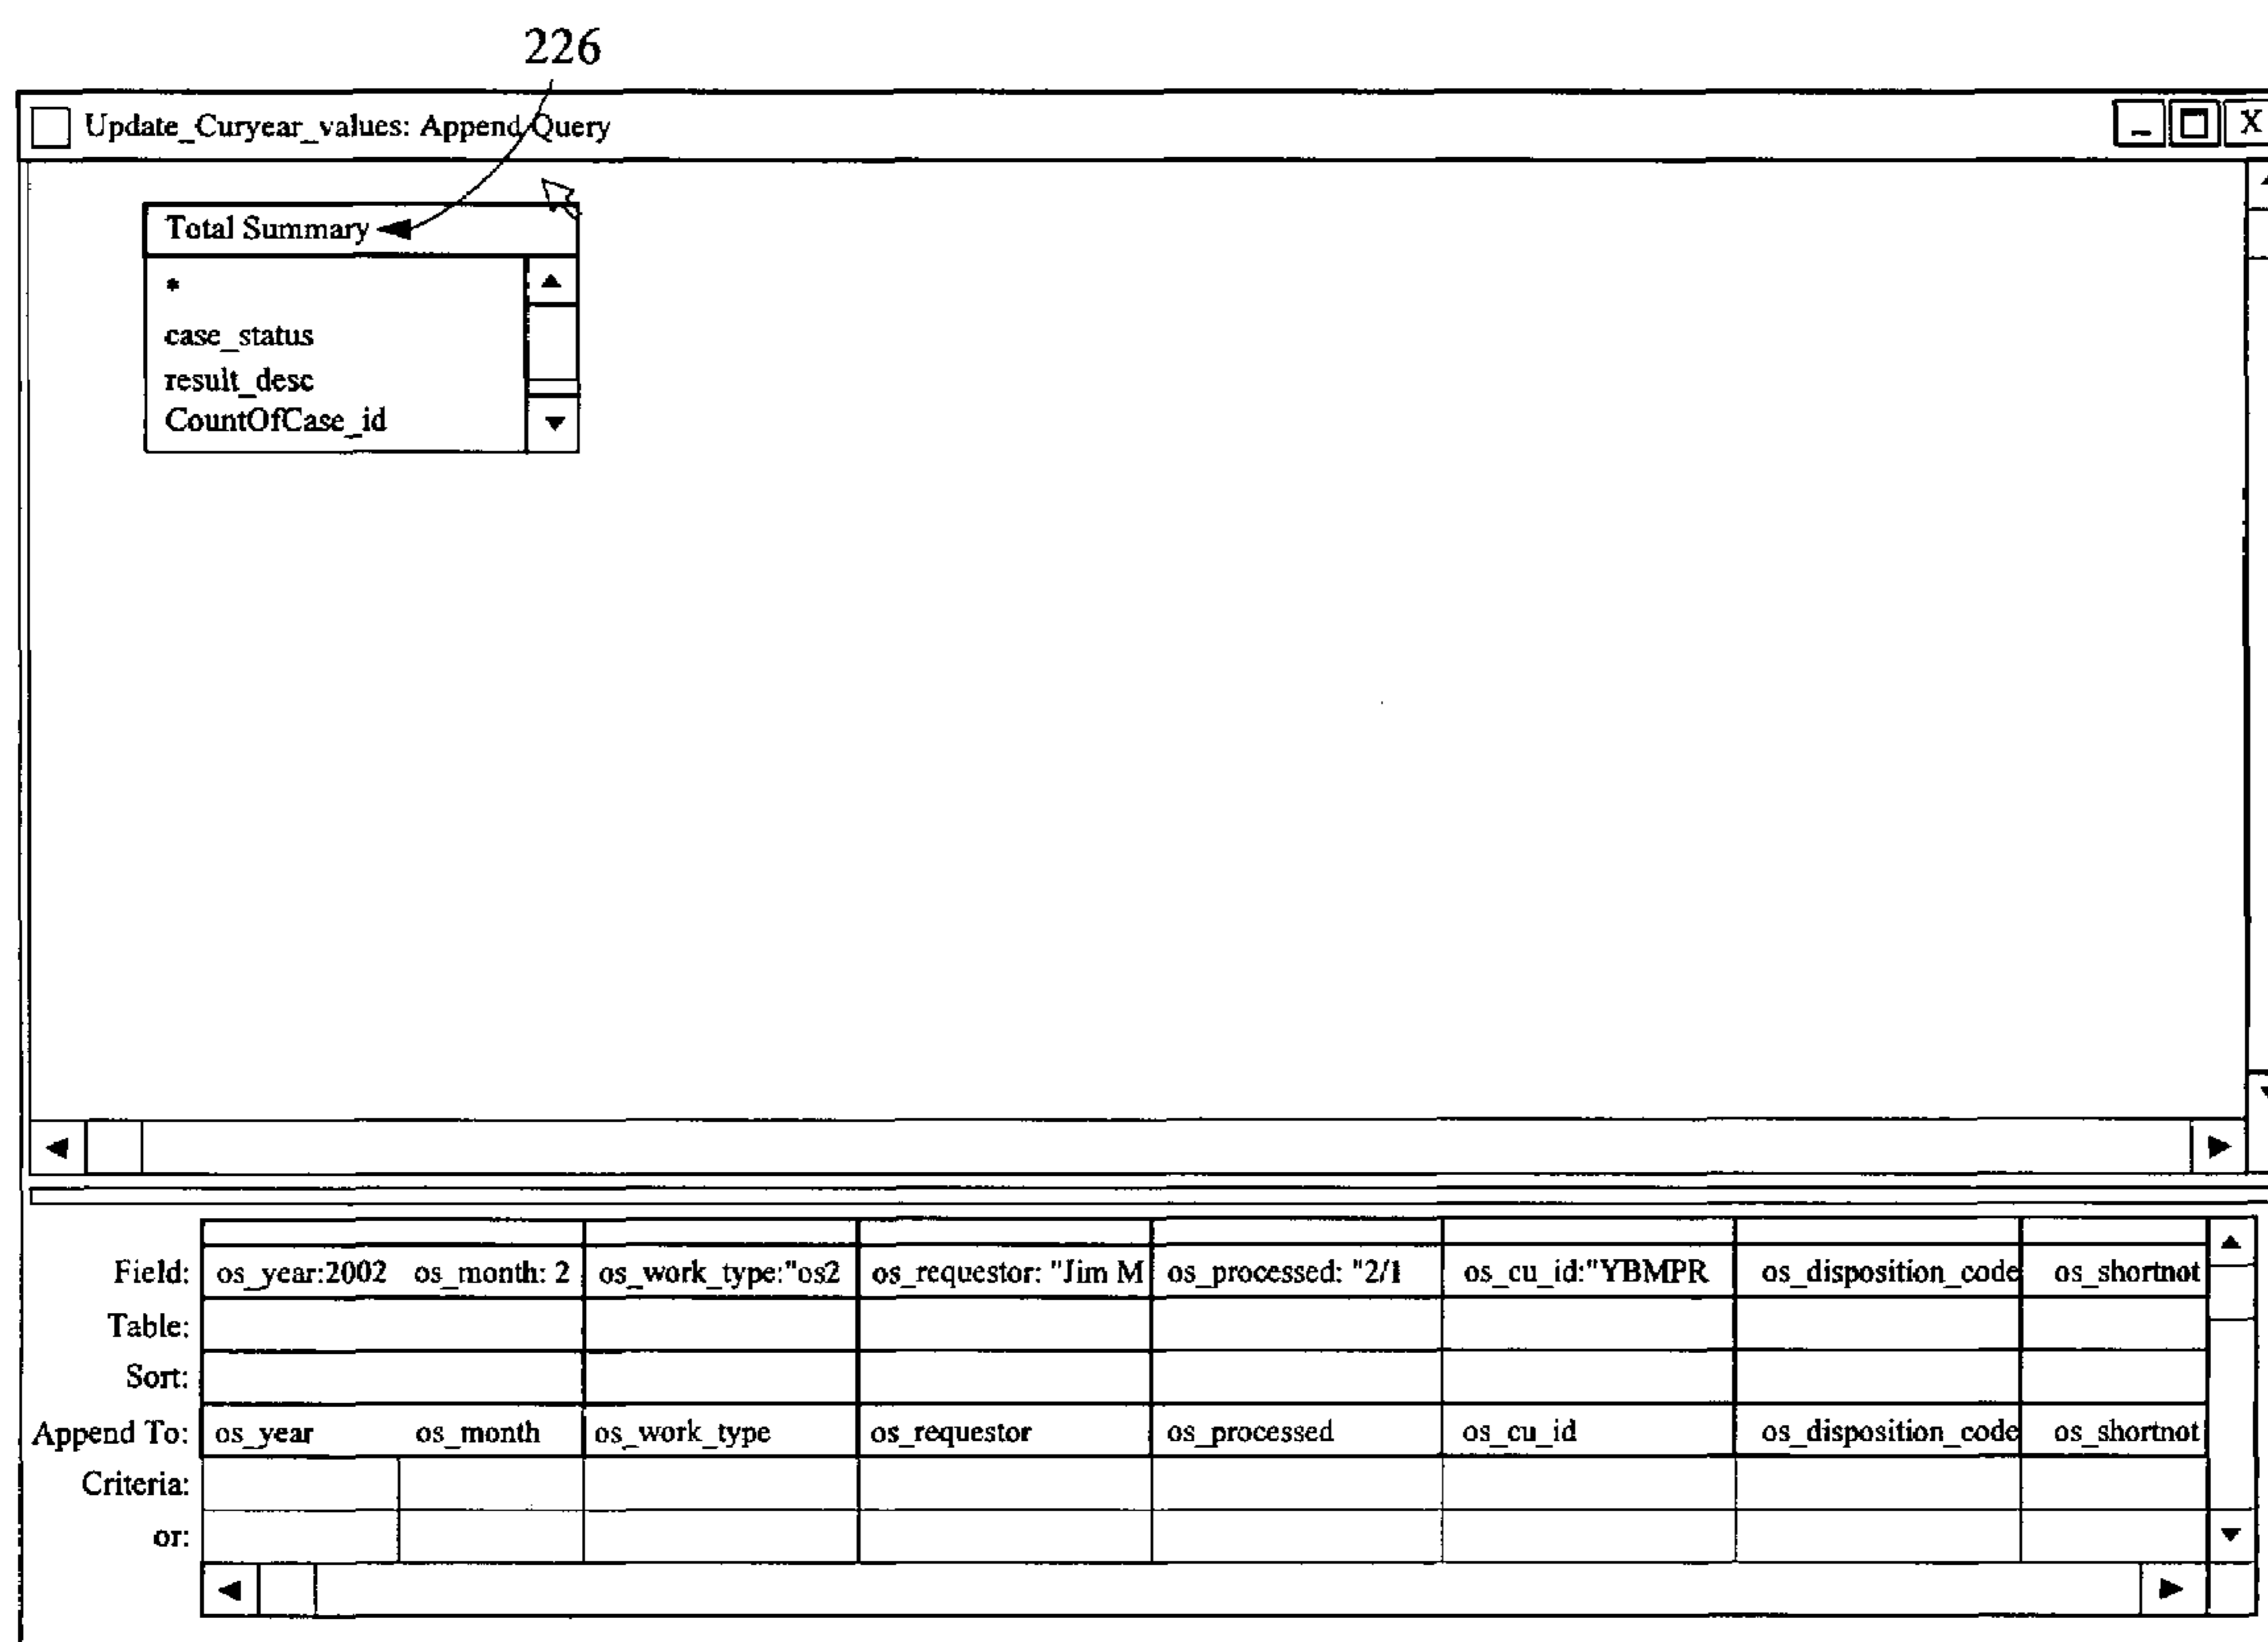 226
Update_Curyear_values: Append Query
X
Total Summary
*
case_status
result_desc
CountOfCase_id
Field: os_year:2002 os_month: 2 os_work_type:"os2 os_requestor: "Jim M os_processed: "2/1 os_cu_id:"YBMPR os_disposition_code os_shortnot
Table:
Sort:
Append To: os_year os_month os_work_type os_requestor os_processed os_cu_id os_disposition_code os_shortnot
Criteria:
or: